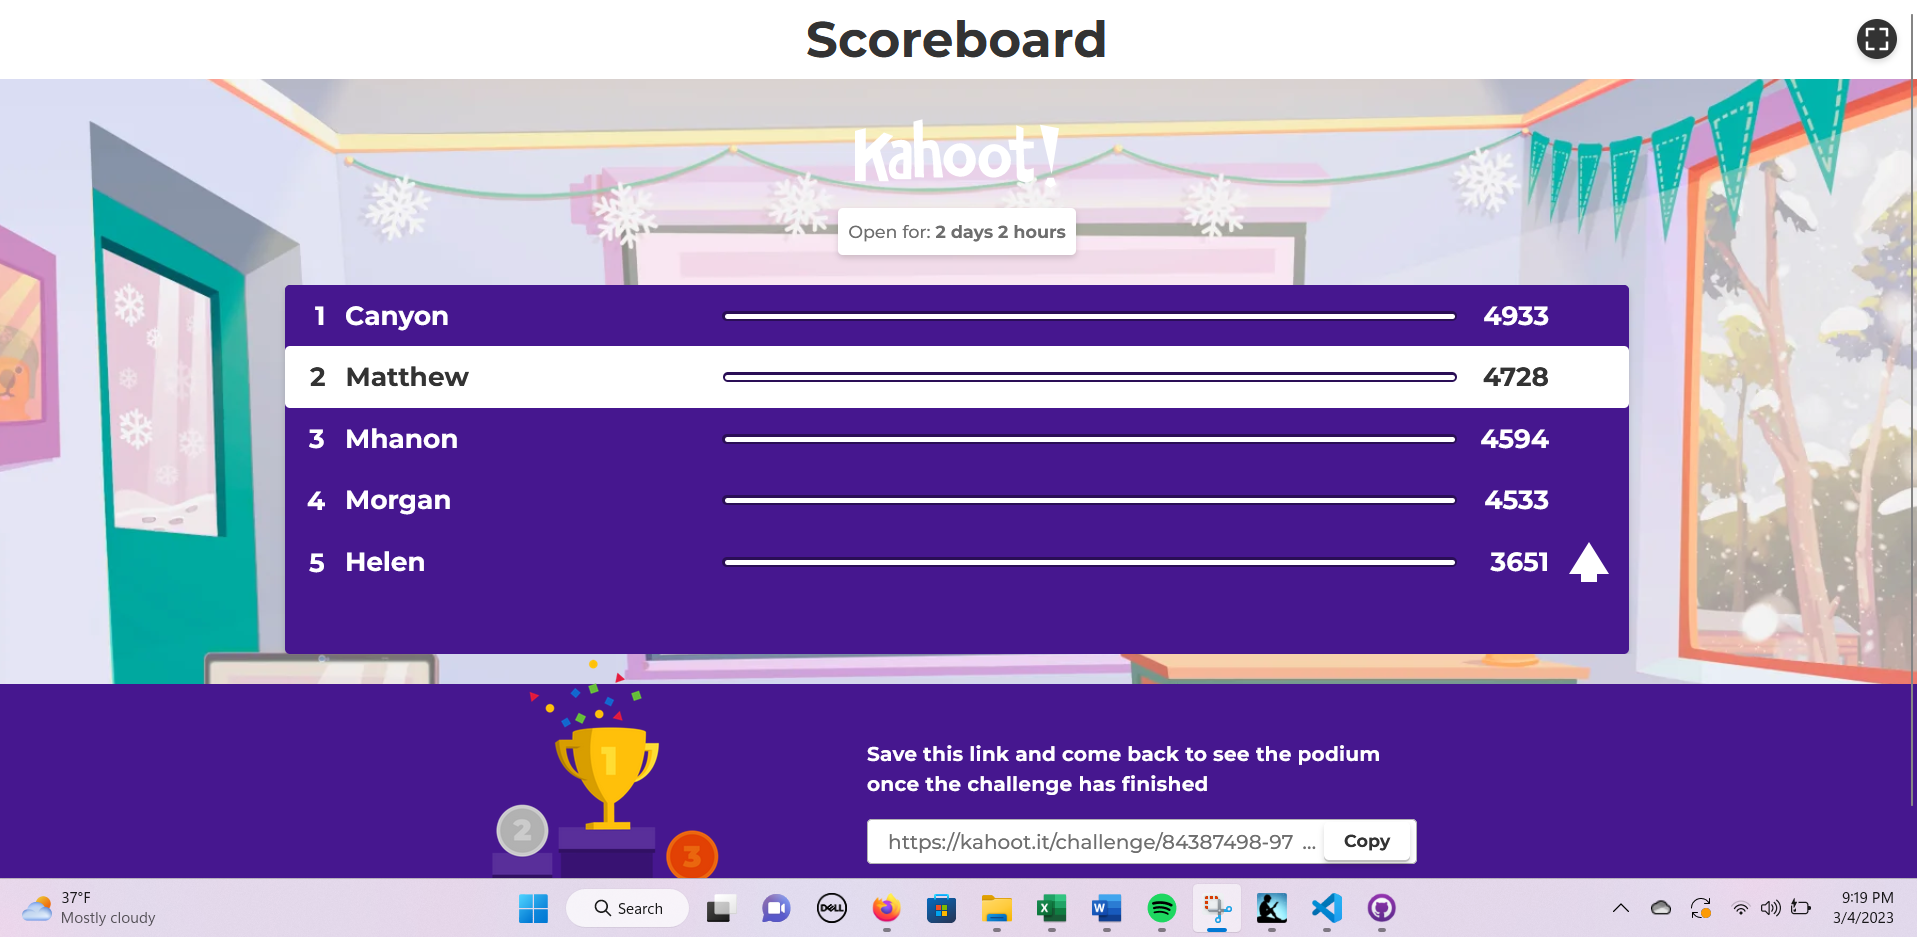 Scoreboard
Kahoot!
Open for: 2 days 2 hours
1 Canyon 4933
2 Matthew 4728
3 Mhanon 4594
4 Morgan 4533
5 Helen 3651
1
2
3
Save this link and come back to see the podium
once the challenge has finished
https://kahoot.it/challenge/84387498-97 ... Copy
37°F
Mostly cloudy
Search
DELL
X
W
9:19 PM
3/4/2023